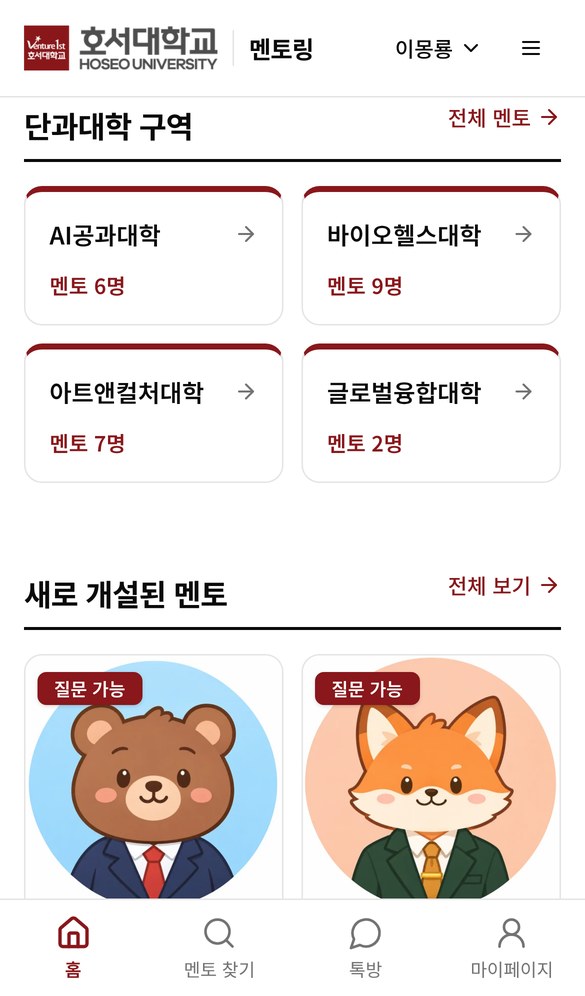 Venture 1st
호서대학교
호서대학교
HOSEO UNIVERSITY
멘토링
이몽룡
단과대학 구역
전체 멘토 →
AI공과대학 →
멘토 6명
바이오헬스대학 →
멘토 9명
아트앤컬처대학 →
멘토 7명
글로벌융합대학 →
멘토 2명
새로 개설된 멘토
전체 보기 →
질문 가능
질문 가능
홈
멘토 찾기
톡방
마이페이지